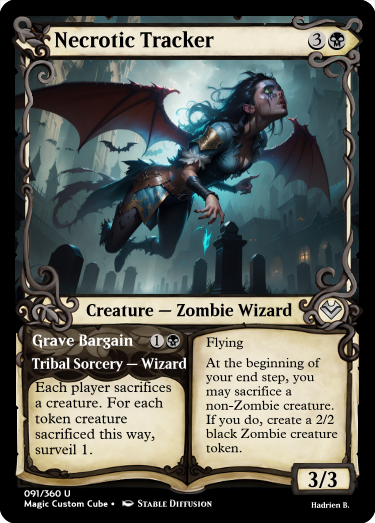 Necrotic Tracker 3
Creature — Zombie Wizard
Grave Bargain 1
Tribal Sorcery — Wizard
Each player sacrifices
a creature. For each
token creature
sacrificed this way,
surveil 1.
Flying
At the beginning of
your end step, you
may sacrifice a
non-Zombie creature.
If you do, create a 2/2
black Zombie creature
token.
3/3
091/360 U
Magic Custom Cube • Stable Diffusion
Hadrien B.